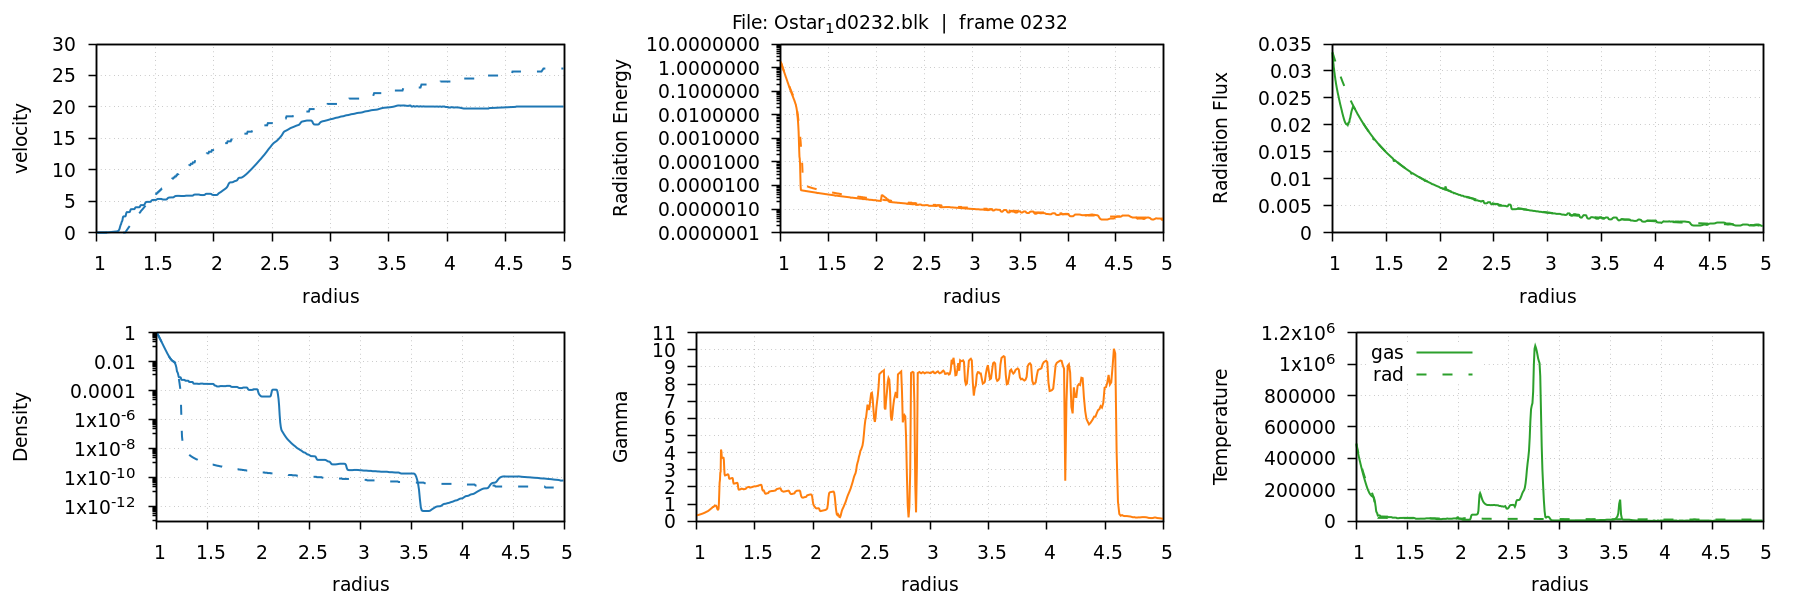 File: Ostar₁d0232.blk | frame 0232
velocity
30
25
20
15
10
5
0
1 1.5 2 2.5 3 3.5 4 4.5 5
radius
Radiation Energy
10.0000000
1.0000000
0.1000000
0.0100000
0.0010000
0.0001000
0.0000100
0.0000010
0.0000001
1 1.5 2 2.5 3 3.5 4 4.5 5
radius
Radiation Flux
0.035
0.03
0.025
0.02
0.015
0.01
0.005
0
1 1.5 2 2.5 3 3.5 4 4.5 5
radius
Density
1
0.01
0.0001
1x10⁻⁶
1x10⁻⁸
1x10⁻¹⁰
1x10⁻¹²
1 1.5 2 2.5 3 3.5 4 4.5 5
radius
Gamma
11
10
9
8
7
6
5
4
3
2
1
0
1 1.5 2 2.5 3 3.5 4 4.5 5
radius
Temperature
1.2x10⁶
1x10⁶
800000
600000
400000
200000
0
gas
rad
1 1.5 2 2.5 3 3.5 4 4.5 5
radius